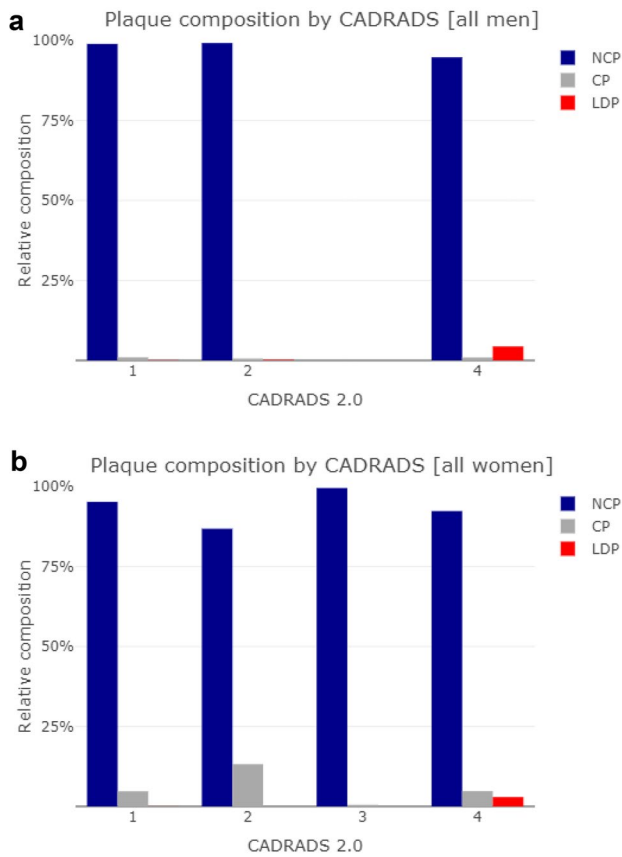 a
Plaque composition by CADRADS [all men]
100%
75%
50%
25%
Relative composition
1
2
4
CADRADS 2.0
NCP
CP
LDP
b
Plaque composition by CADRADS [all women]
100%
75%
50%
25%
Relative composition
1
2
3
4
CADRADS 2.0
NCP
CP
LDP